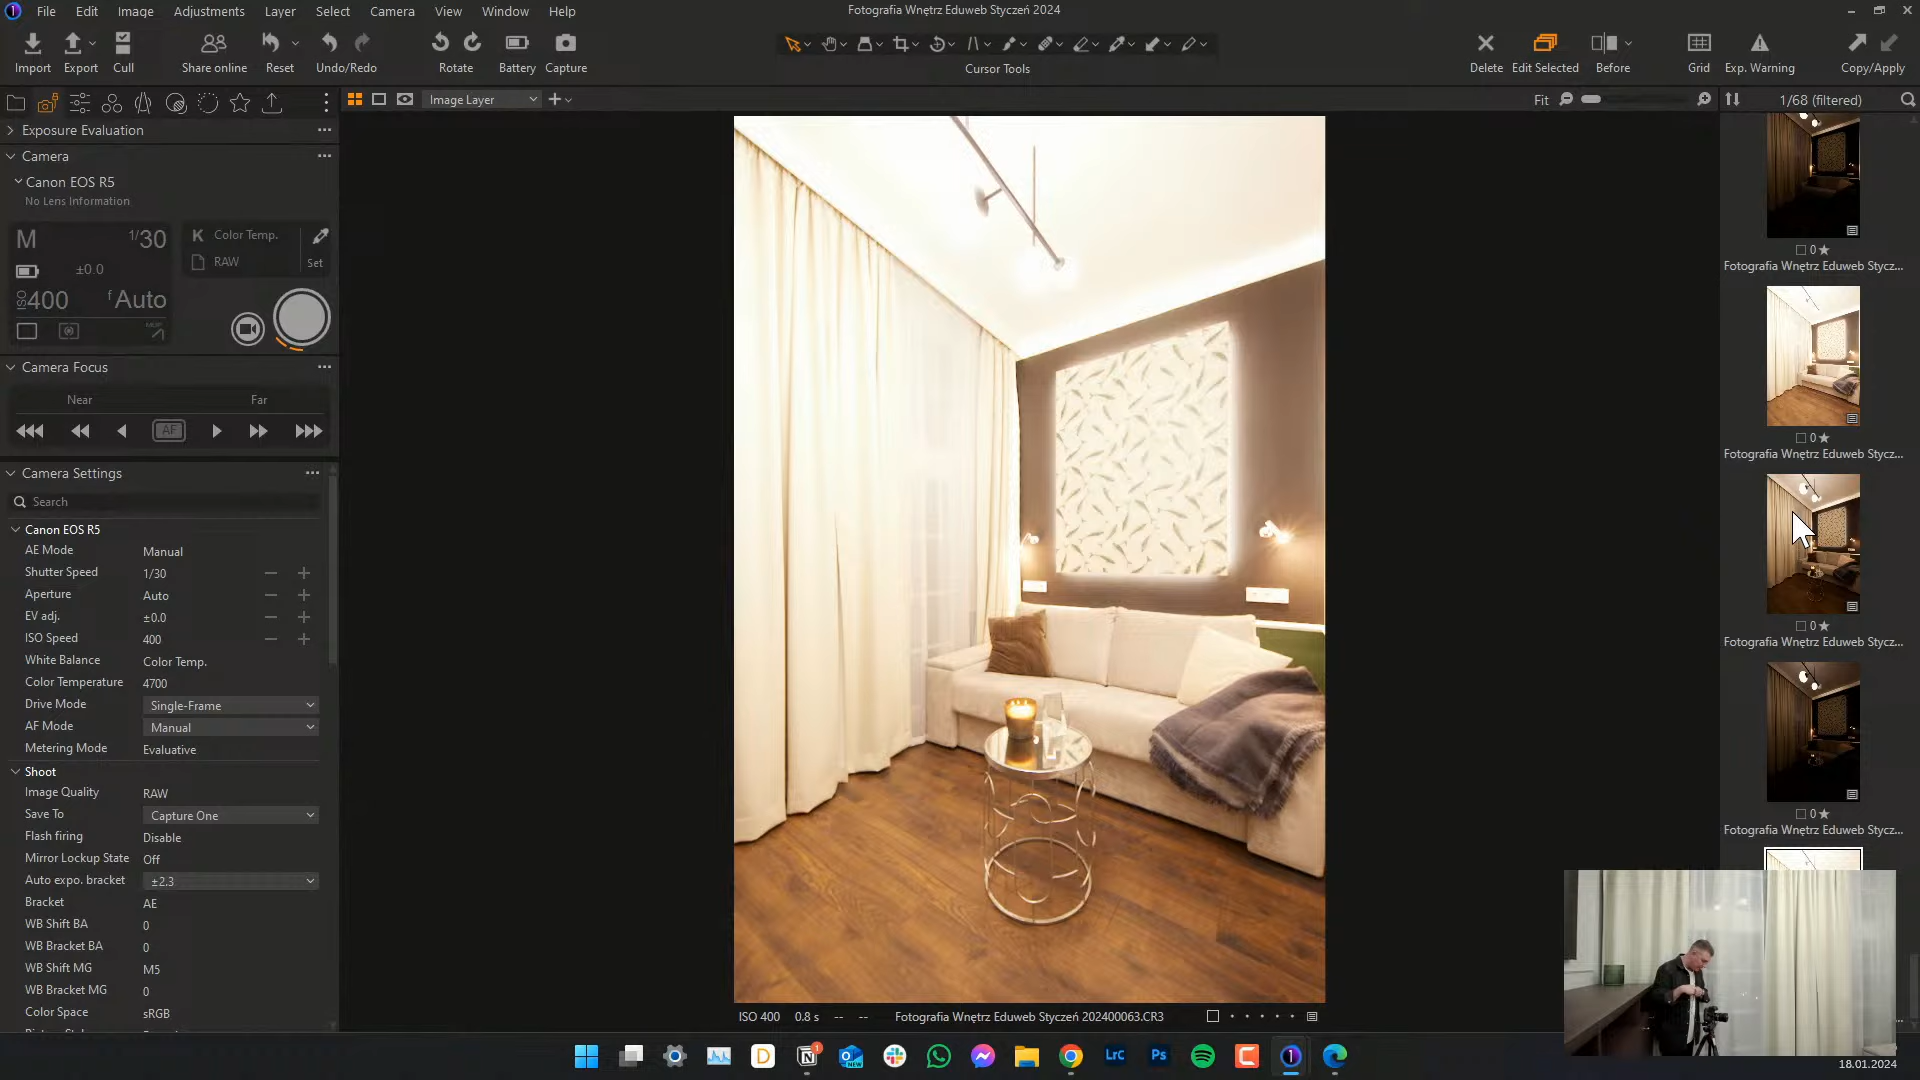 File Edit Image Adjustments Layer Select Camera View Window Help
Fotografia Wnętrz Eduweb Styczeń 2024
Import Export Cull Share online Reset Undo/Redo Rotate Battery Capture
Cursor Tools
Delete Edit Selected Before Grid Exp. Warning Copy/Apply
Image Layer
Fit
1/68 (filtered)
Exposure Evaluation
Camera
Canon EOS R5
No Lens Information
M 1/30
±0.0
ISO 400 f Auto
K Color Temp.
RAW
Set
Camera Focus
Near Far
AF
Camera Settings
Search
Canon EOS R5
AE Mode Manual
Shutter Speed 1/30
Aperture Auto
EV adj. ±0.0
ISO Speed 400
White Balance Color Temp.
Color Temperature 4700
Drive Mode Single-Frame
AF Mode Manual
Metering Mode Evaluative
Shoot
Image Quality RAW
Save To Capture One
Flash firing Disable
Mirror Lockup State Off
Auto expo. bracket ±2.3
Bracket AE
WB Shift BA 0
WB Bracket BA 0
WB Shift MG M5
WB Bracket MG 0
Color Space sRGB
ISO 400 0.8 s -- -- Fotografia Wnętrz Eduweb Styczeń 202400063.CR3
0
Fotografia Wnętrz Eduweb Stycz...
0
Fotografia Wnętrz Eduweb Stycz...
0
Fotografia Wnętrz Eduweb Stycz...
0
Fotografia Wnętrz Eduweb Stycz...
D N 1 NEW LrC Ps
18.01.2024